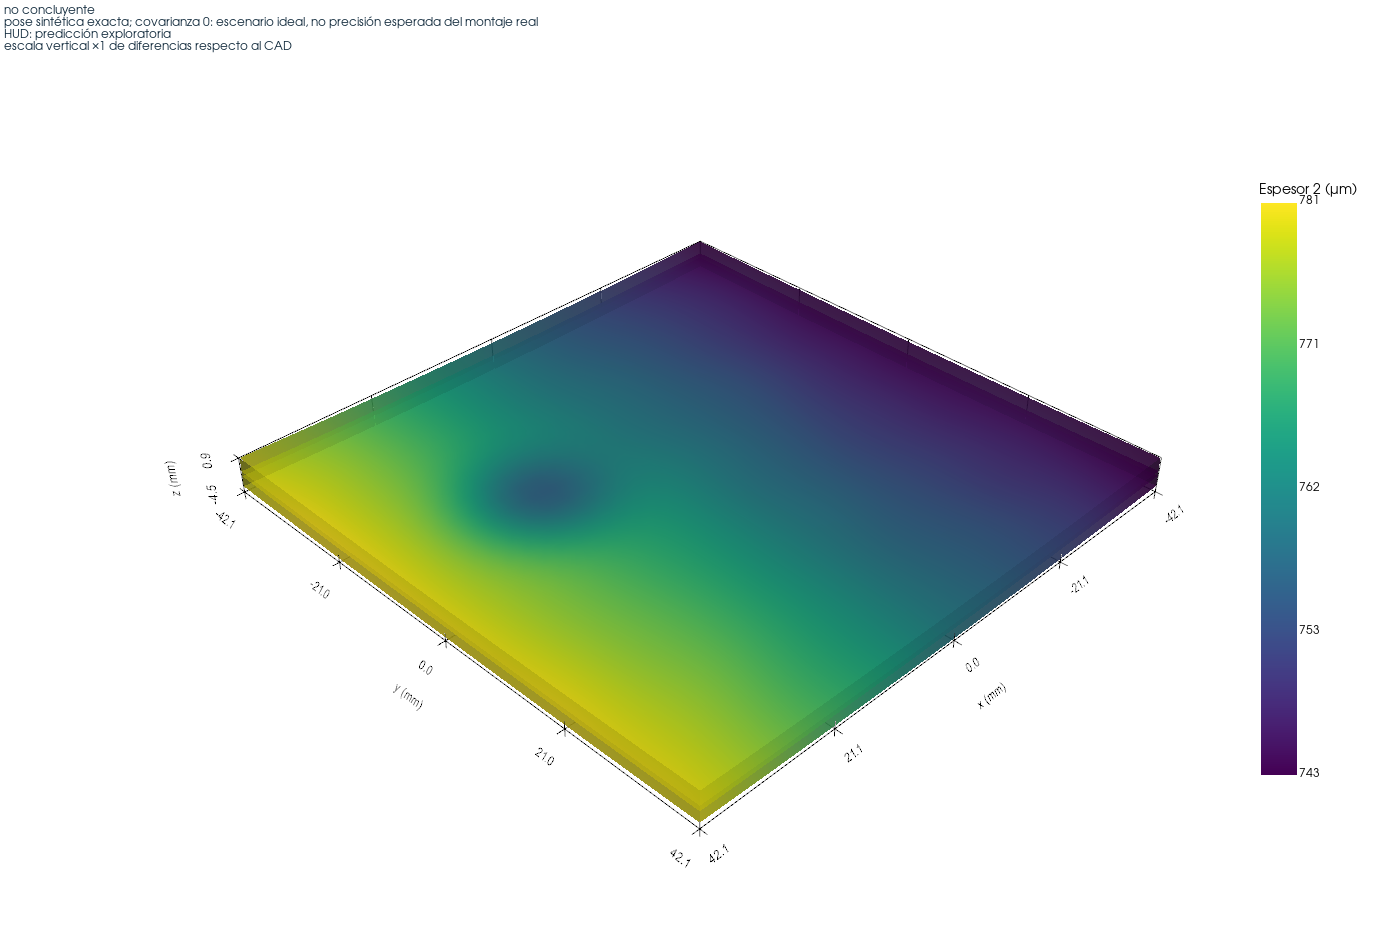 no concluyente
pose sintética exacta; covarianza 0: escenario ideal, no precisión esperada del montaje real
HUD: predicción exploratoria
escala vertical ×1 de diferencias respecto al CAD
Espesor 2 (µm)
781
771
762
753
743
z (mm)
0.9
-4.5
-42.1
-21.0
0.0
y (mm)
21.0
42.1
42.1
21.1
x (mm)
0.0
-21.1
-42.1